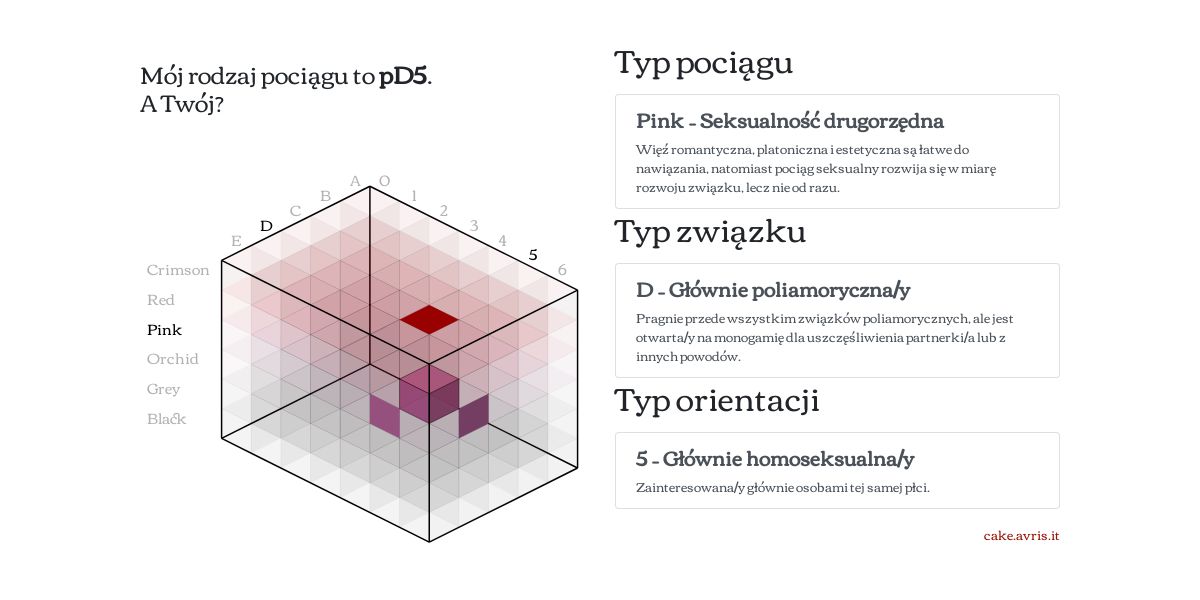 Mój rodzaj pociągu to pD5.
A Twój?
A O
B 1
C 2
D 3
E 4
5
6
Crimson
Red
Pink
Orchid
Grey
Black
Typ pociągu
Pink – Seksualność drugorzędna
Więź romantyczna, platoniczna i estetyczna są łatwe do
nawiązania, natomiast pociąg seksualny rozwija się w miarę
rozwoju związku, lecz nie od razu.
Typ związku
D – Głównie poliamoryczna/y
Pragnie przede wszystkim związków poliamorycznych, ale jest
otwarta/y na monogamię dla uszczęśliwienia partnerki/a lub z
innych powodów.
Typ orientacji
5 – Głównie homoseksualna/y
Zainteresowana/y głównie osobami tej samej płci.
cake.avris.it